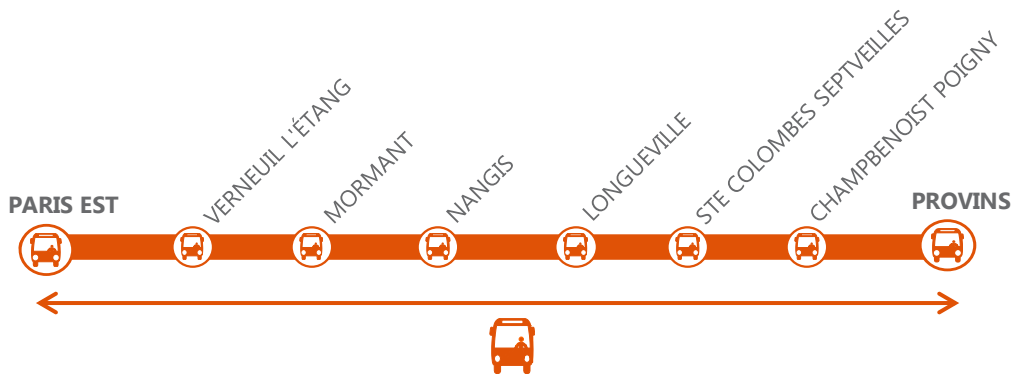 PARIS EST
VERNEUIL L'ÉTANG
MORMANT
NANGIS
LONGUEVILLE
STE COLOMBES SEPTVEILLES
CHAMPBENOIST POIGNY
PROVINS